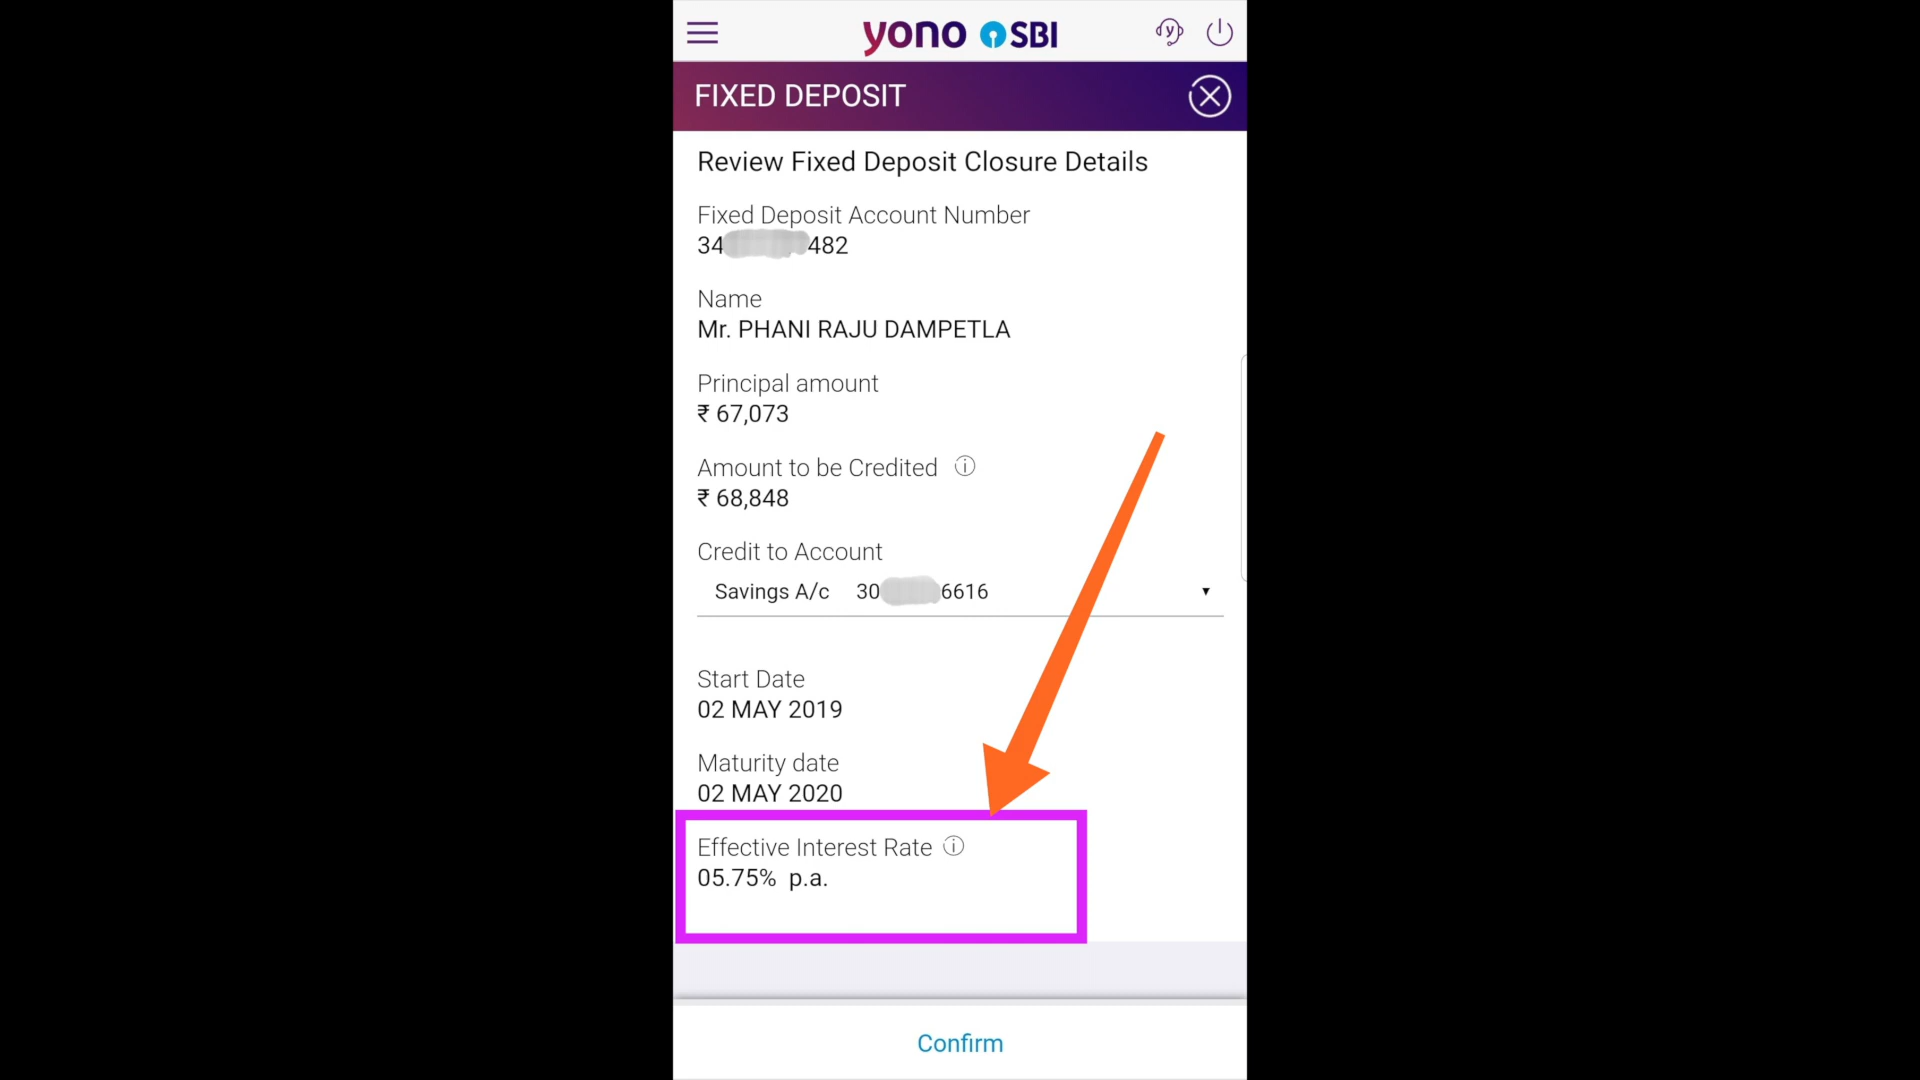 yono SBI
FIXED DEPOSIT
Review Fixed Deposit Closure Details
Fixed Deposit Account Number
34 482
Name
Mr. PHANI RAJU DAMPETLA
Principal amount
₹ 67,073
Amount to be Credited
₹ 68,848
Credit to Account
Savings A/c 30 6616
Start Date
02 MAY 2019
Maturity date
02 MAY 2020
Effective Interest Rate
05.75% p.a.
Confirm